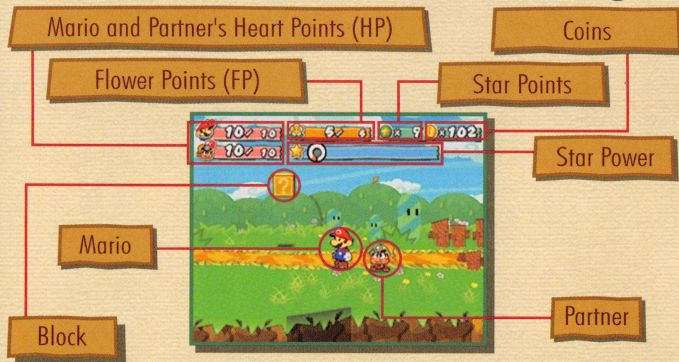 Mario and Partner's Heart Points (HP)
Coins
Flower Points (FP)
Star Points
10/10
5/5
× 9
×102
10/10
Star Power
?
Mario
Partner
Block